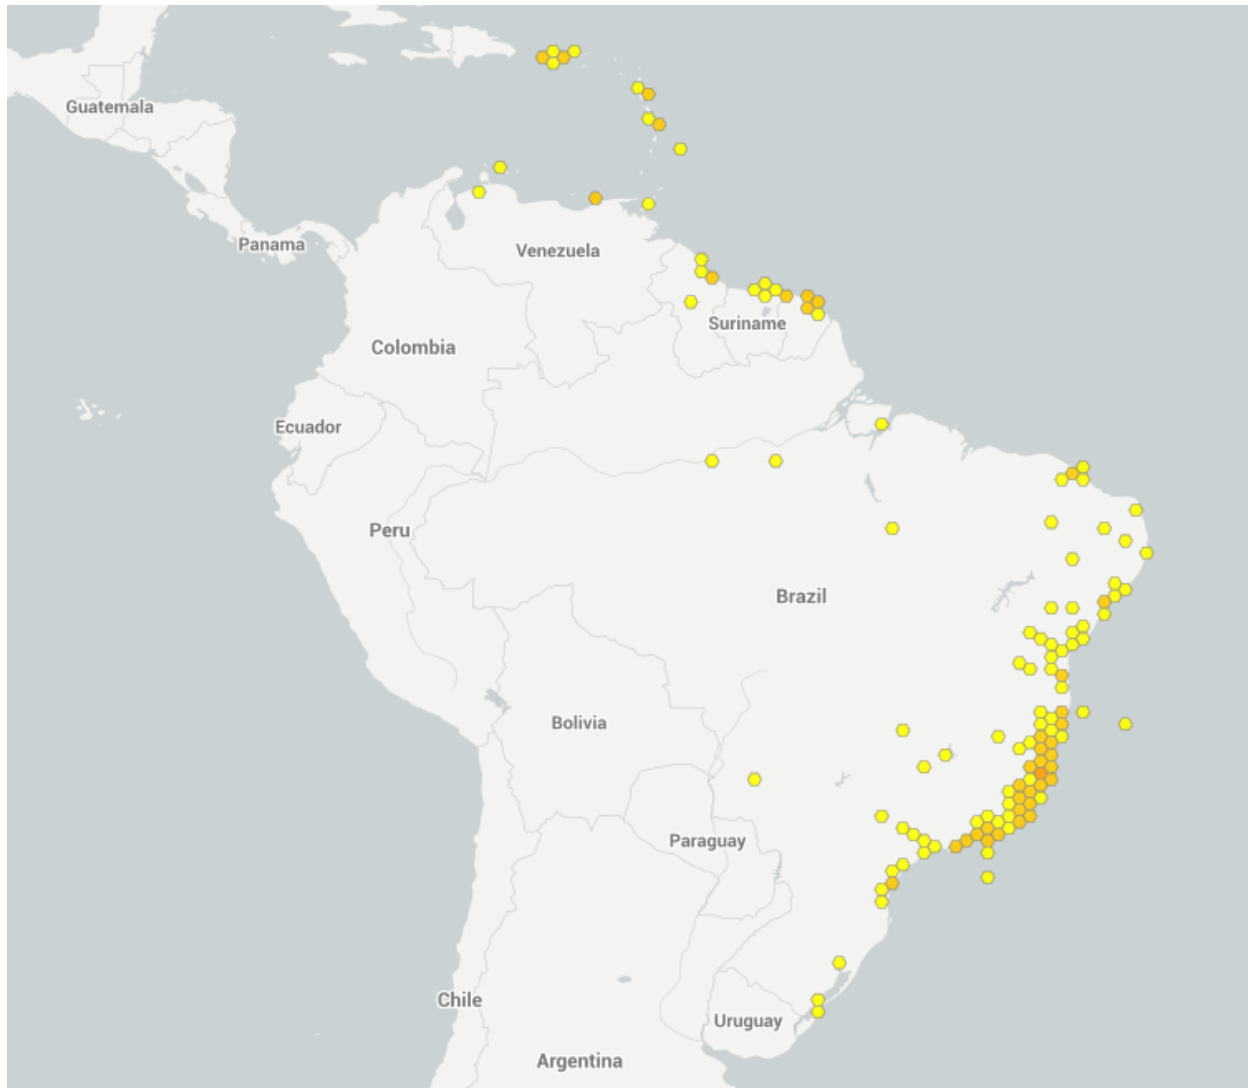 Guatemala
Panama
Venezuela
Suriname
Colombia
Ecuador
Peru
Brazil
Bolivia
Paraguay
Chile
Uruguay
Argentina